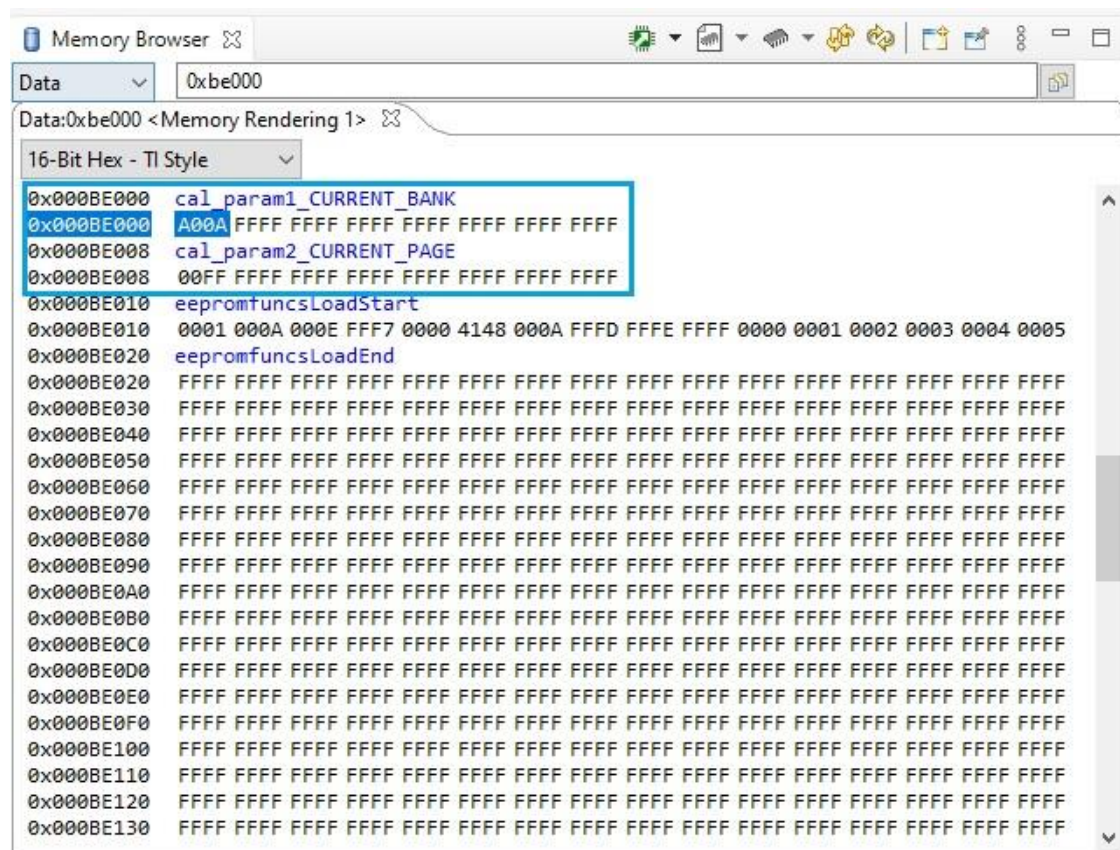 Memory Browser
Data 0xbe000
Data:0xbe000 <Memory Rendering 1>
16-Bit Hex - TI Style
0x000BE000 cal_param1_CURRENT_BANK
0x000BE000 A00A FFFF FFFF FFFF FFFF FFFF FFFF FFFF
0x000BE008 cal_param2_CURRENT_PAGE
0x000BE008 00FF FFFF FFFF FFFF FFFF FFFF FFFF FFFF
0x000BE010 eepromfuncsLoadStart
0x000BE010 0001 000A 000E FFF7 0000 4148 000A FFFD FFFE FFFF 0000 0001 0002 0003 0004 0005
0x000BE020 eepromfuncsLoadEnd
0x000BE020 FFFF FFFF FFFF FFFF FFFF FFFF FFFF FFFF FFFF FFFF FFFF FFFF FFFF FFFF FFFF FFFF
0x000BE030 FFFF FFFF FFFF FFFF FFFF FFFF FFFF FFFF FFFF FFFF FFFF FFFF FFFF FFFF FFFF FFFF
0x000BE040 FFFF FFFF FFFF FFFF FFFF FFFF FFFF FFFF FFFF FFFF FFFF FFFF FFFF FFFF FFFF FFFF
0x000BE050 FFFF FFFF FFFF FFFF FFFF FFFF FFFF FFFF FFFF FFFF FFFF FFFF FFFF FFFF FFFF FFFF
0x000BE060 FFFF FFFF FFFF FFFF FFFF FFFF FFFF FFFF FFFF FFFF FFFF FFFF FFFF FFFF FFFF FFFF
0x000BE070 FFFF FFFF FFFF FFFF FFFF FFFF FFFF FFFF FFFF FFFF FFFF FFFF FFFF FFFF FFFF FFFF
0x000BE080 FFFF FFFF FFFF FFFF FFFF FFFF FFFF FFFF FFFF FFFF FFFF FFFF FFFF FFFF FFFF FFFF
0x000BE090 FFFF FFFF FFFF FFFF FFFF FFFF FFFF FFFF FFFF FFFF FFFF FFFF FFFF FFFF FFFF FFFF
0x000BE0A0 FFFF FFFF FFFF FFFF FFFF FFFF FFFF FFFF FFFF FFFF FFFF FFFF FFFF FFFF FFFF FFFF
0x000BE0B0 FFFF FFFF FFFF FFFF FFFF FFFF FFFF FFFF FFFF FFFF FFFF FFFF FFFF FFFF FFFF FFFF
0x000BE0C0 FFFF FFFF FFFF FFFF FFFF FFFF FFFF FFFF FFFF FFFF FFFF FFFF FFFF FFFF FFFF FFFF
0x000BE0D0 FFFF FFFF FFFF FFFF FFFF FFFF FFFF FFFF FFFF FFFF FFFF FFFF FFFF FFFF FFFF FFFF
0x000BE0E0 FFFF FFFF FFFF FFFF FFFF FFFF FFFF FFFF FFFF FFFF FFFF FFFF FFFF FFFF FFFF FFFF
0x000BE0F0 FFFF FFFF FFFF FFFF FFFF FFFF FFFF FFFF FFFF FFFF FFFF FFFF FFFF FFFF FFFF FFFF
0x000BE100 FFFF FFFF FFFF FFFF FFFF FFFF FFFF FFFF FFFF FFFF FFFF FFFF FFFF FFFF FFFF FFFF
0x000BE110 FFFF FFFF FFFF FFFF FFFF FFFF FFFF FFFF FFFF FFFF FFFF FFFF FFFF FFFF FFFF FFFF
0x000BE120 FFFF FFFF FFFF FFFF FFFF FFFF FFFF FFFF FFFF FFFF FFFF FFFF FFFF FFFF FFFF FFFF
0x000BE130 FFFF FFFF FFFF FFFF FFFF FFFF FFFF FFFF FFFF FFFF FFFF FFFF FFFF FFFF FFFF FFFF